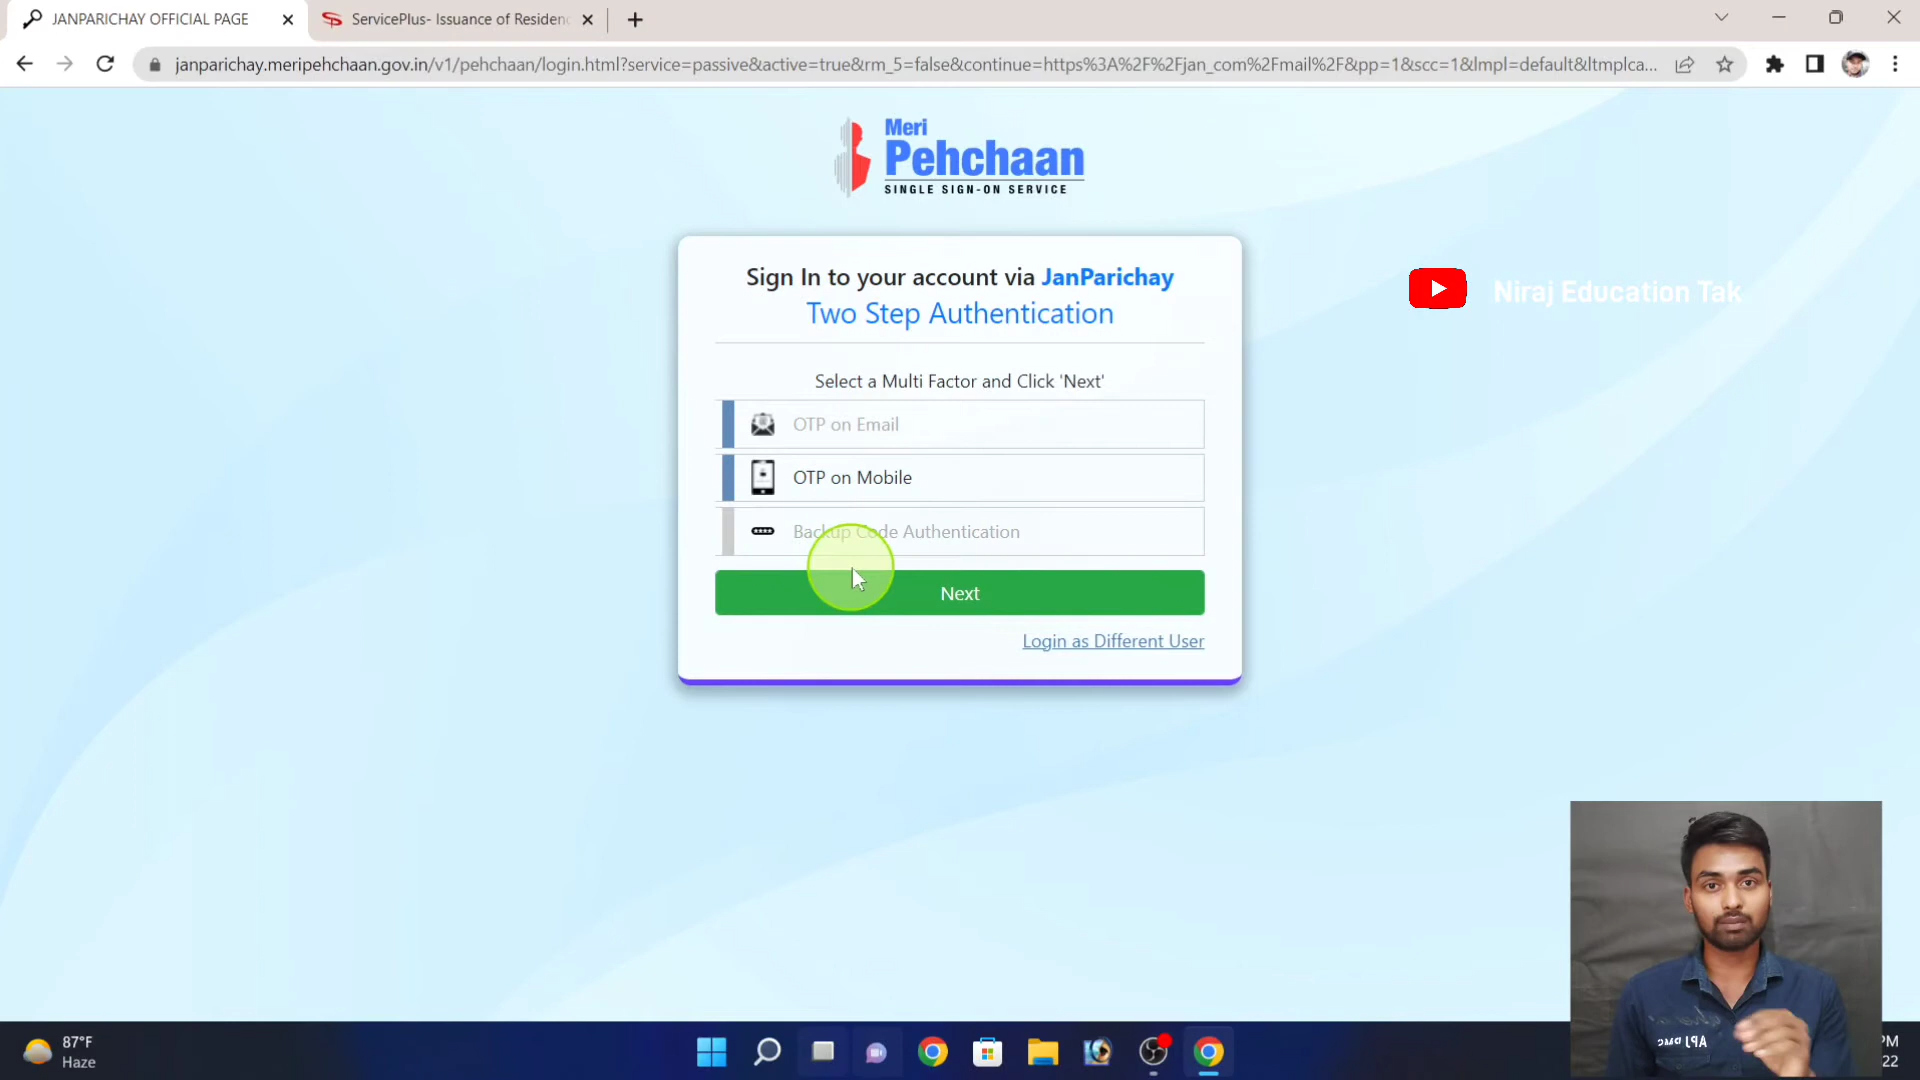 JANPARICHAY OFFICIAL PAGE
ServicePlus- Issuance of Residen
janparichay.meripehchaan.gov.in/v1/pehchaan/login.html?service=passive&active=true&rm_5=false&continue=https%3A%2F%2Fjan_com%2Fmail%2F&pp=1&scc=1&lmpl=default&ltmplca...
Meri
Pehchaan
SINGLE SIGN-ON SERVICE
Sign In to your account via JanParichay
Two Step Authentication
Niraj Education Tak
Select a Multi Factor and Click 'Next'
OTP on Email
OTP on Mobile
Backup Code Authentication
Next
Login as Different User
87°F
Haze
PM
22